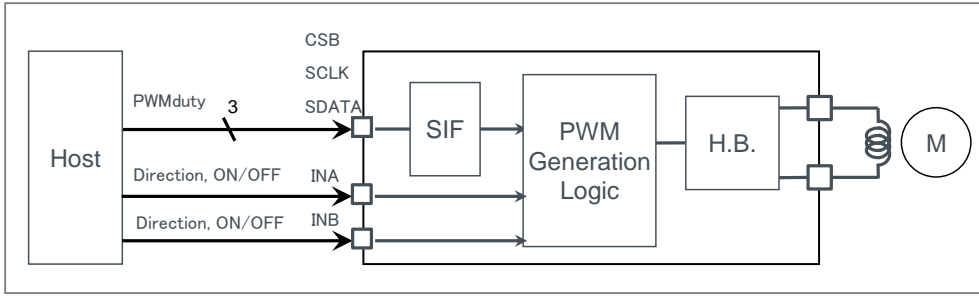 CSB
SCLK
PWMduty
3
SDATA
Host
SIF
PWM
Generation
Logic
H.B.
M
Direction, ON/OFF
INA
Direction, ON/OFF
INB